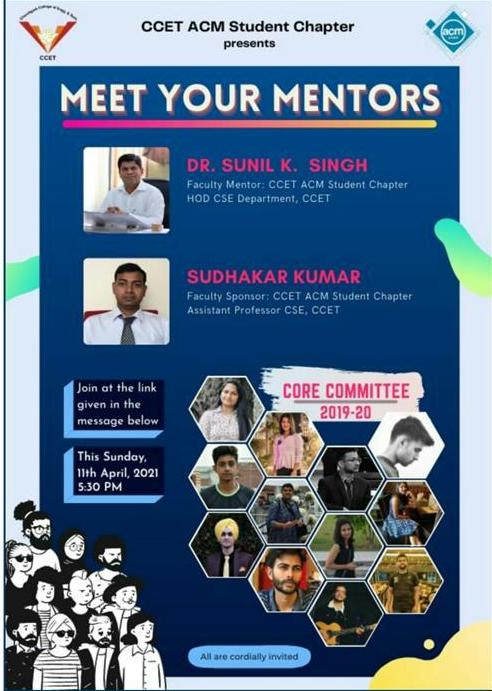 CCET ACM Student Chapter
presents
CCET
acm
MEET YOUR MENTORS
DR. SUNIL K. SINGH
Faculty Mentor: CCET ACM Student Chapter
HOD CSE Department, CCET
SUDHAKAR KUMAR
Faculty Sponsor: CCET ACM Student Chapter
Assistant Professor CSE, CCET
Join at the link
given in the
message below
This Sunday,
11th April, 2021
5:30 PM
CORE COMMITTEE
2019-20
All are cordially invited